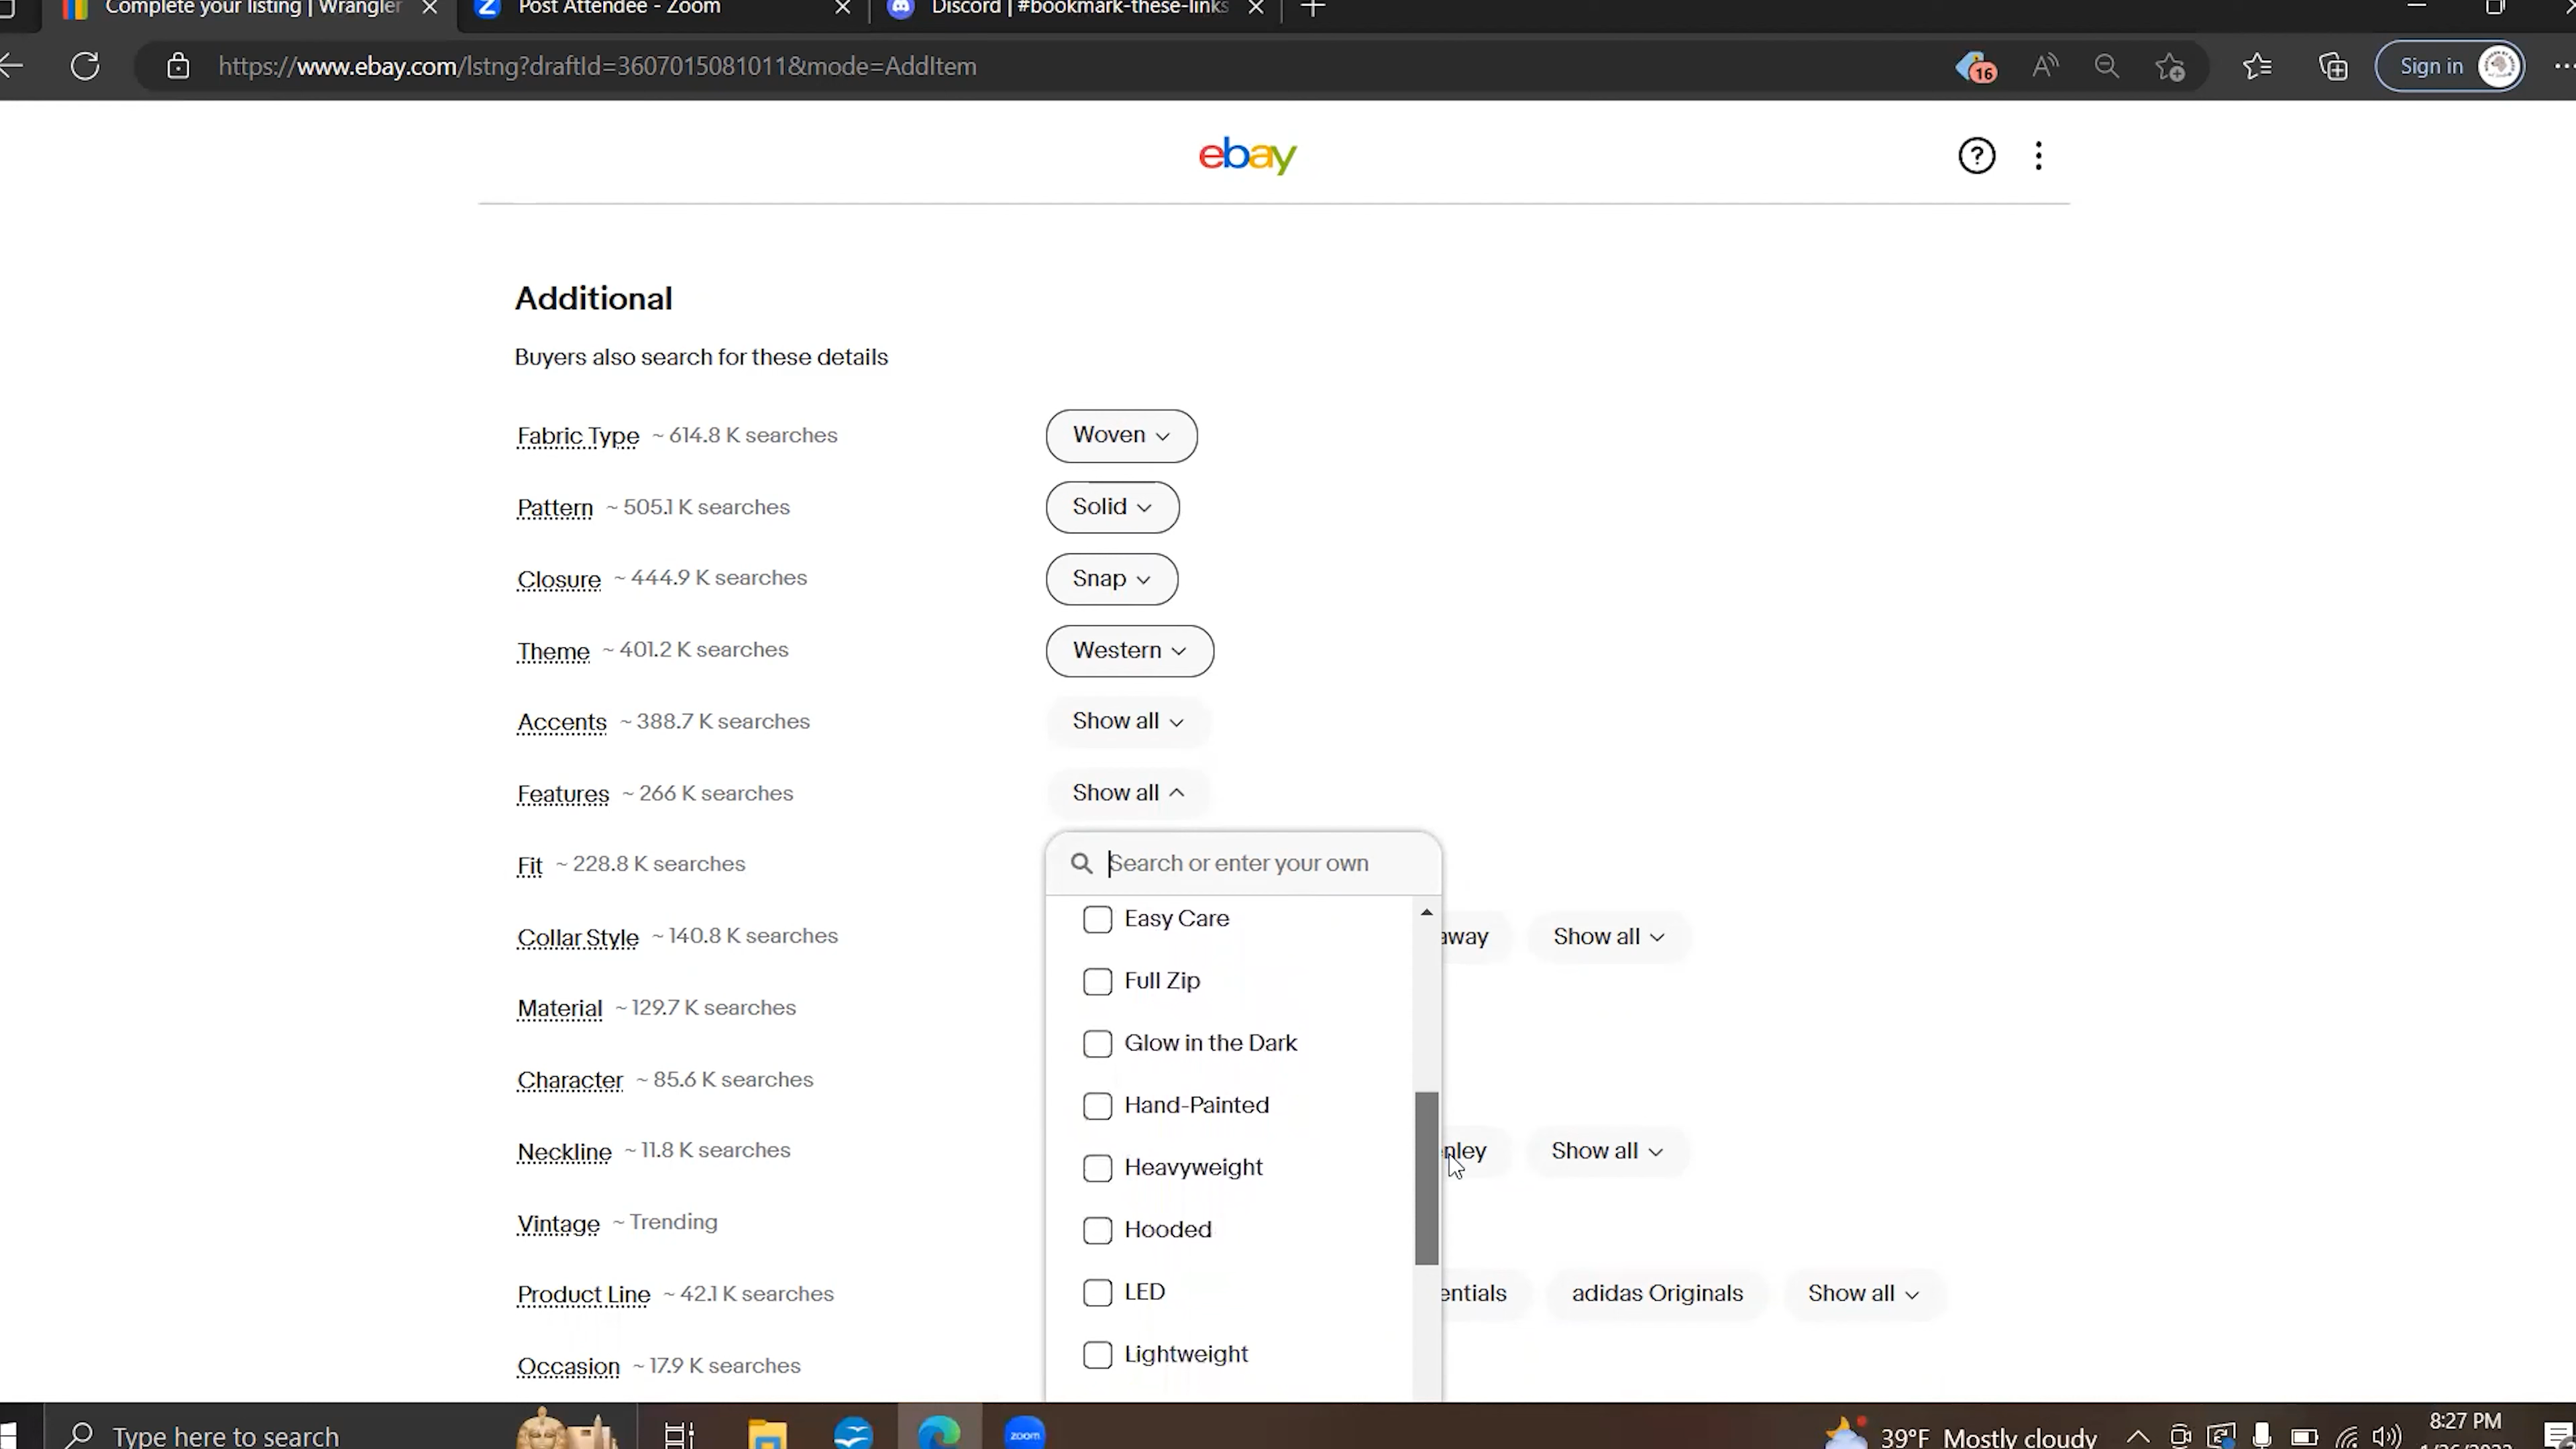 Complete your listing | Wrangler
Post Attendee - Zoom
Discord | #bookmark-these-links
https://www.ebay.com/lstng?draftId=3607015081011&mode=AddItem
16
Sign in
ebay
Additional
Buyers also search for these details
Fabric Type ~ 614.8 K searches Woven
Pattern ~ 505.1 K searches Solid
Closure ~ 444.9 K searches Snap
Theme ~ 401.2 K searches Western
Accents ~ 388.7 K searches Show all
Features ~ 266 K searches Show all
Fit ~ 228.8 K searches
Search or enter your own
Easy Care
Collar Style ~ 140.8 K searches away Show all
Full Zip
Material ~ 129.7 K searches
Glow in the Dark
Character ~ 85.6 K searches
Hand-Painted
Neckline ~ 11.8 K searches nley Show all
Heavyweight
Vintage ~ Trending
Hooded
Product Line ~ 42.1 K searches LED entials adidas Originals Show all
Lightweight
Occasion ~ 17.9 K searches
Type here to search
zoom
39°F Mostly cloudy
8:27 PM